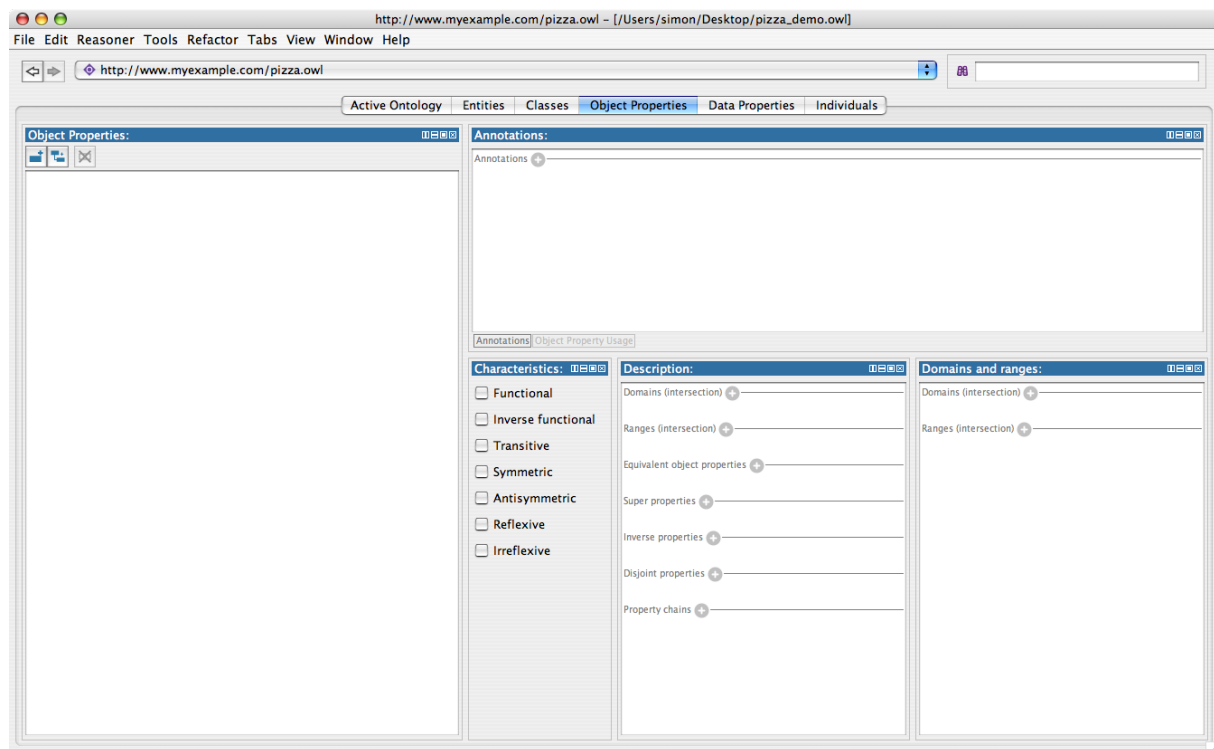 http://www.myexample.com/pizza.owl – [/Users/simon/Desktop/pizza_demo.owl]
File Edit Reasoner Tools Refactor Tabs View Window Help
http://www.myexample.com/pizza.owl
Active Ontology Entities Classes Object Properties Data Properties Individuals
Object Properties:
Annotations:
Annotations
Annotations Object Property Usage
Characteristics:
Functional
Inverse functional
Transitive
Symmetric
Antisymmetric
Reflexive
Irreflexive
Description:
Domains (intersection)
Ranges (intersection)
Equivalent object properties
Super properties
Inverse properties
Disjoint properties
Property chains
Domains and ranges:
Domains (intersection)
Ranges (intersection)